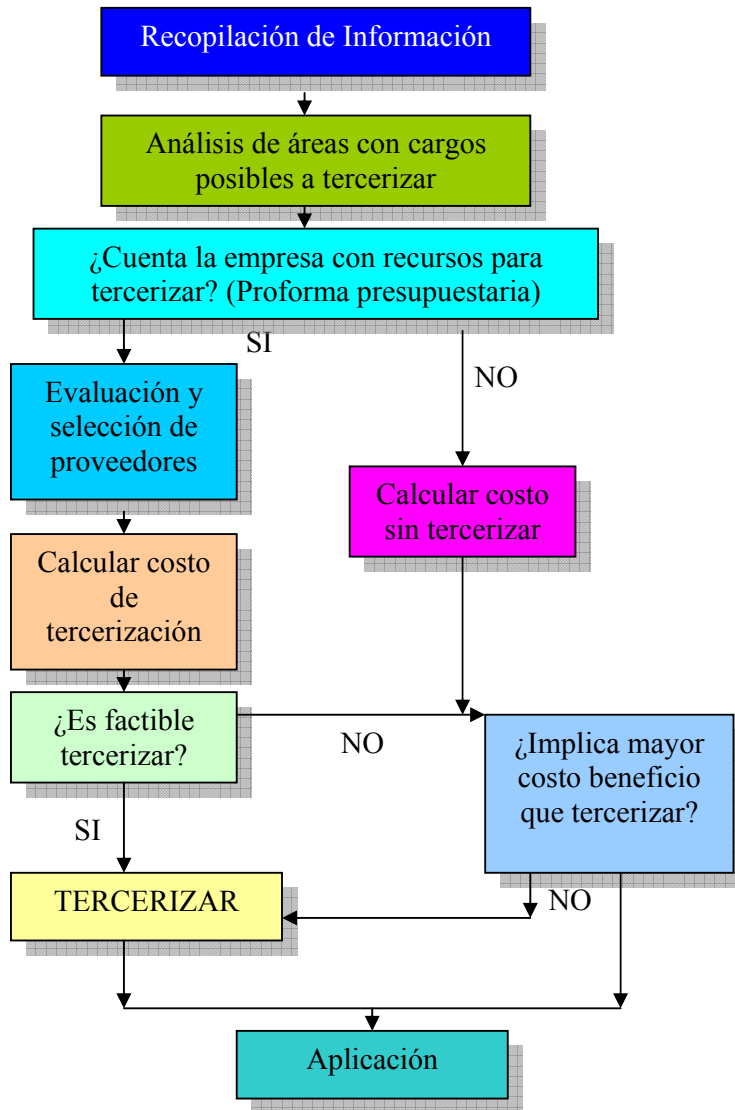 Recopilación de Información
Análisis de áreas con cargos
posibles a tercerizar
¿Cuenta la empresa con recursos para
tercerizar? (Proforma presupuestaria)
SI
NO
Evaluación y
selección de
proveedores
Calcular costo
sin tercerizar
Calcular costo
de
tercerización
¿Es factible
tercerizar?
NO
¿Implica mayor
costo beneficio
que tercerizar?
SI
TERCERIZAR
NO
Aplicación